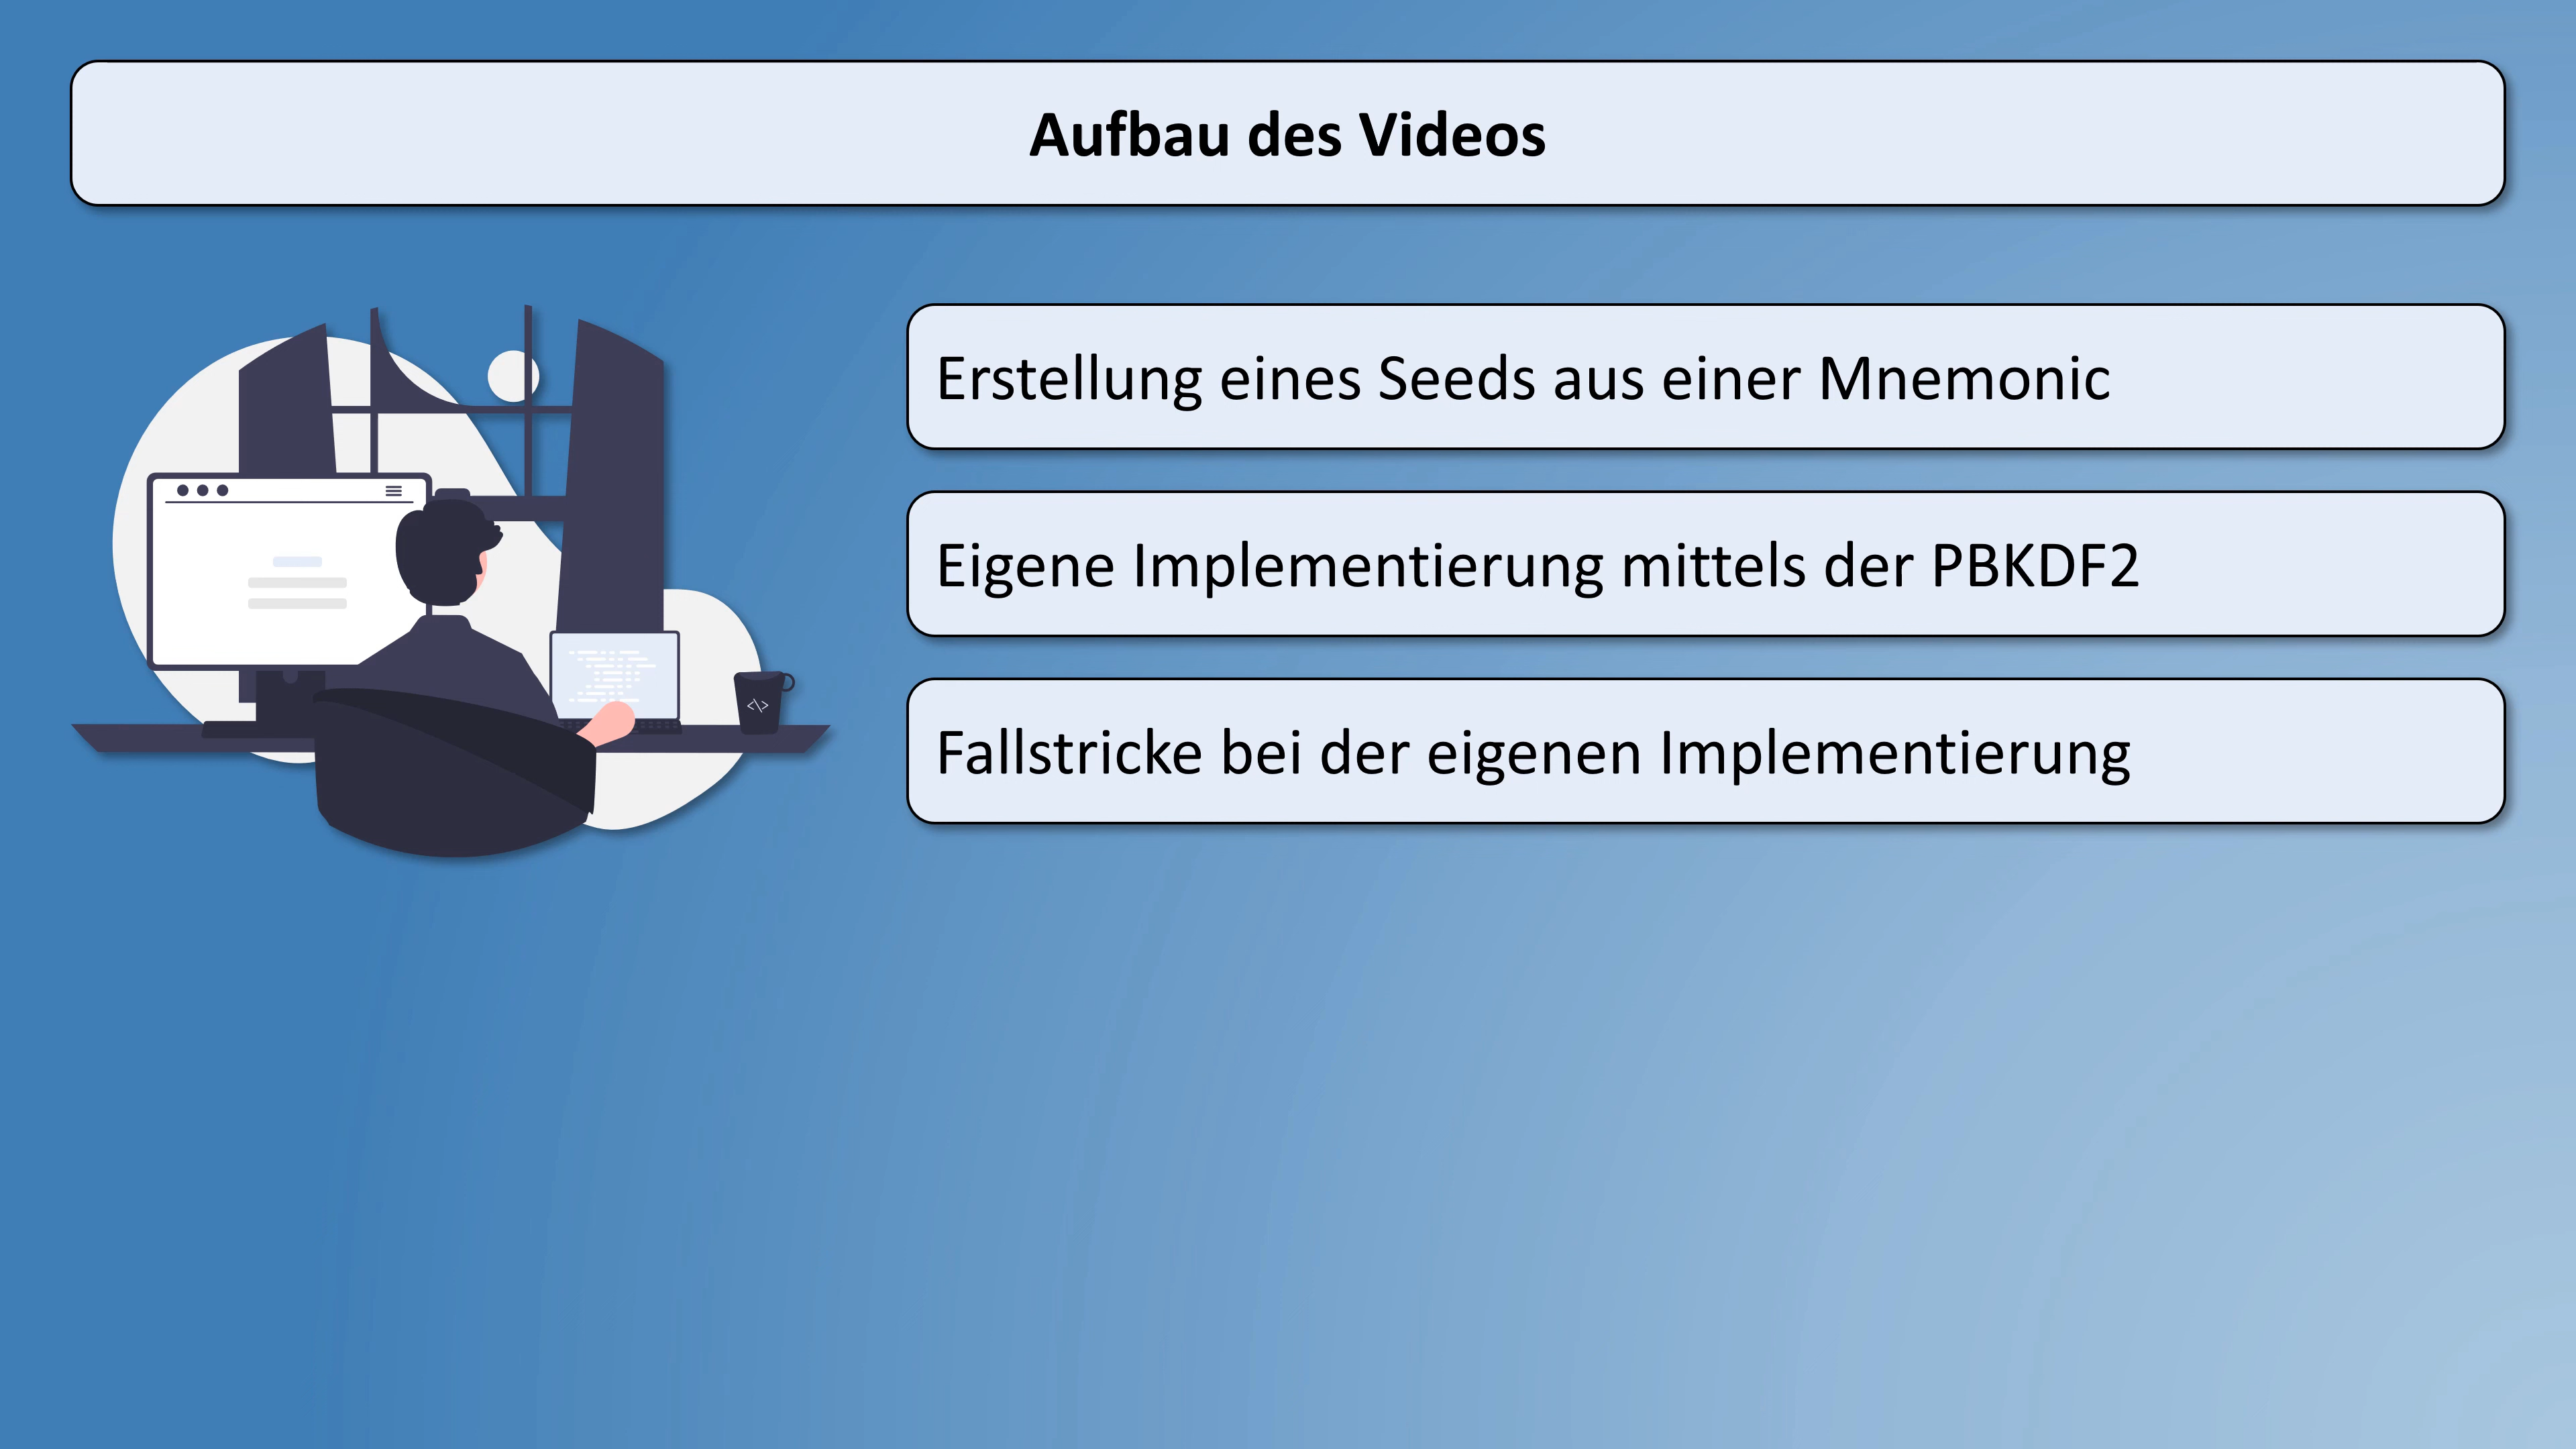 Aufbau des Videos
Erstellung eines Seeds aus einer Mnemonic
Eigene Implementierung mittels der PBKDF2
Fallstricke bei der eigenen Implementierung
<\>